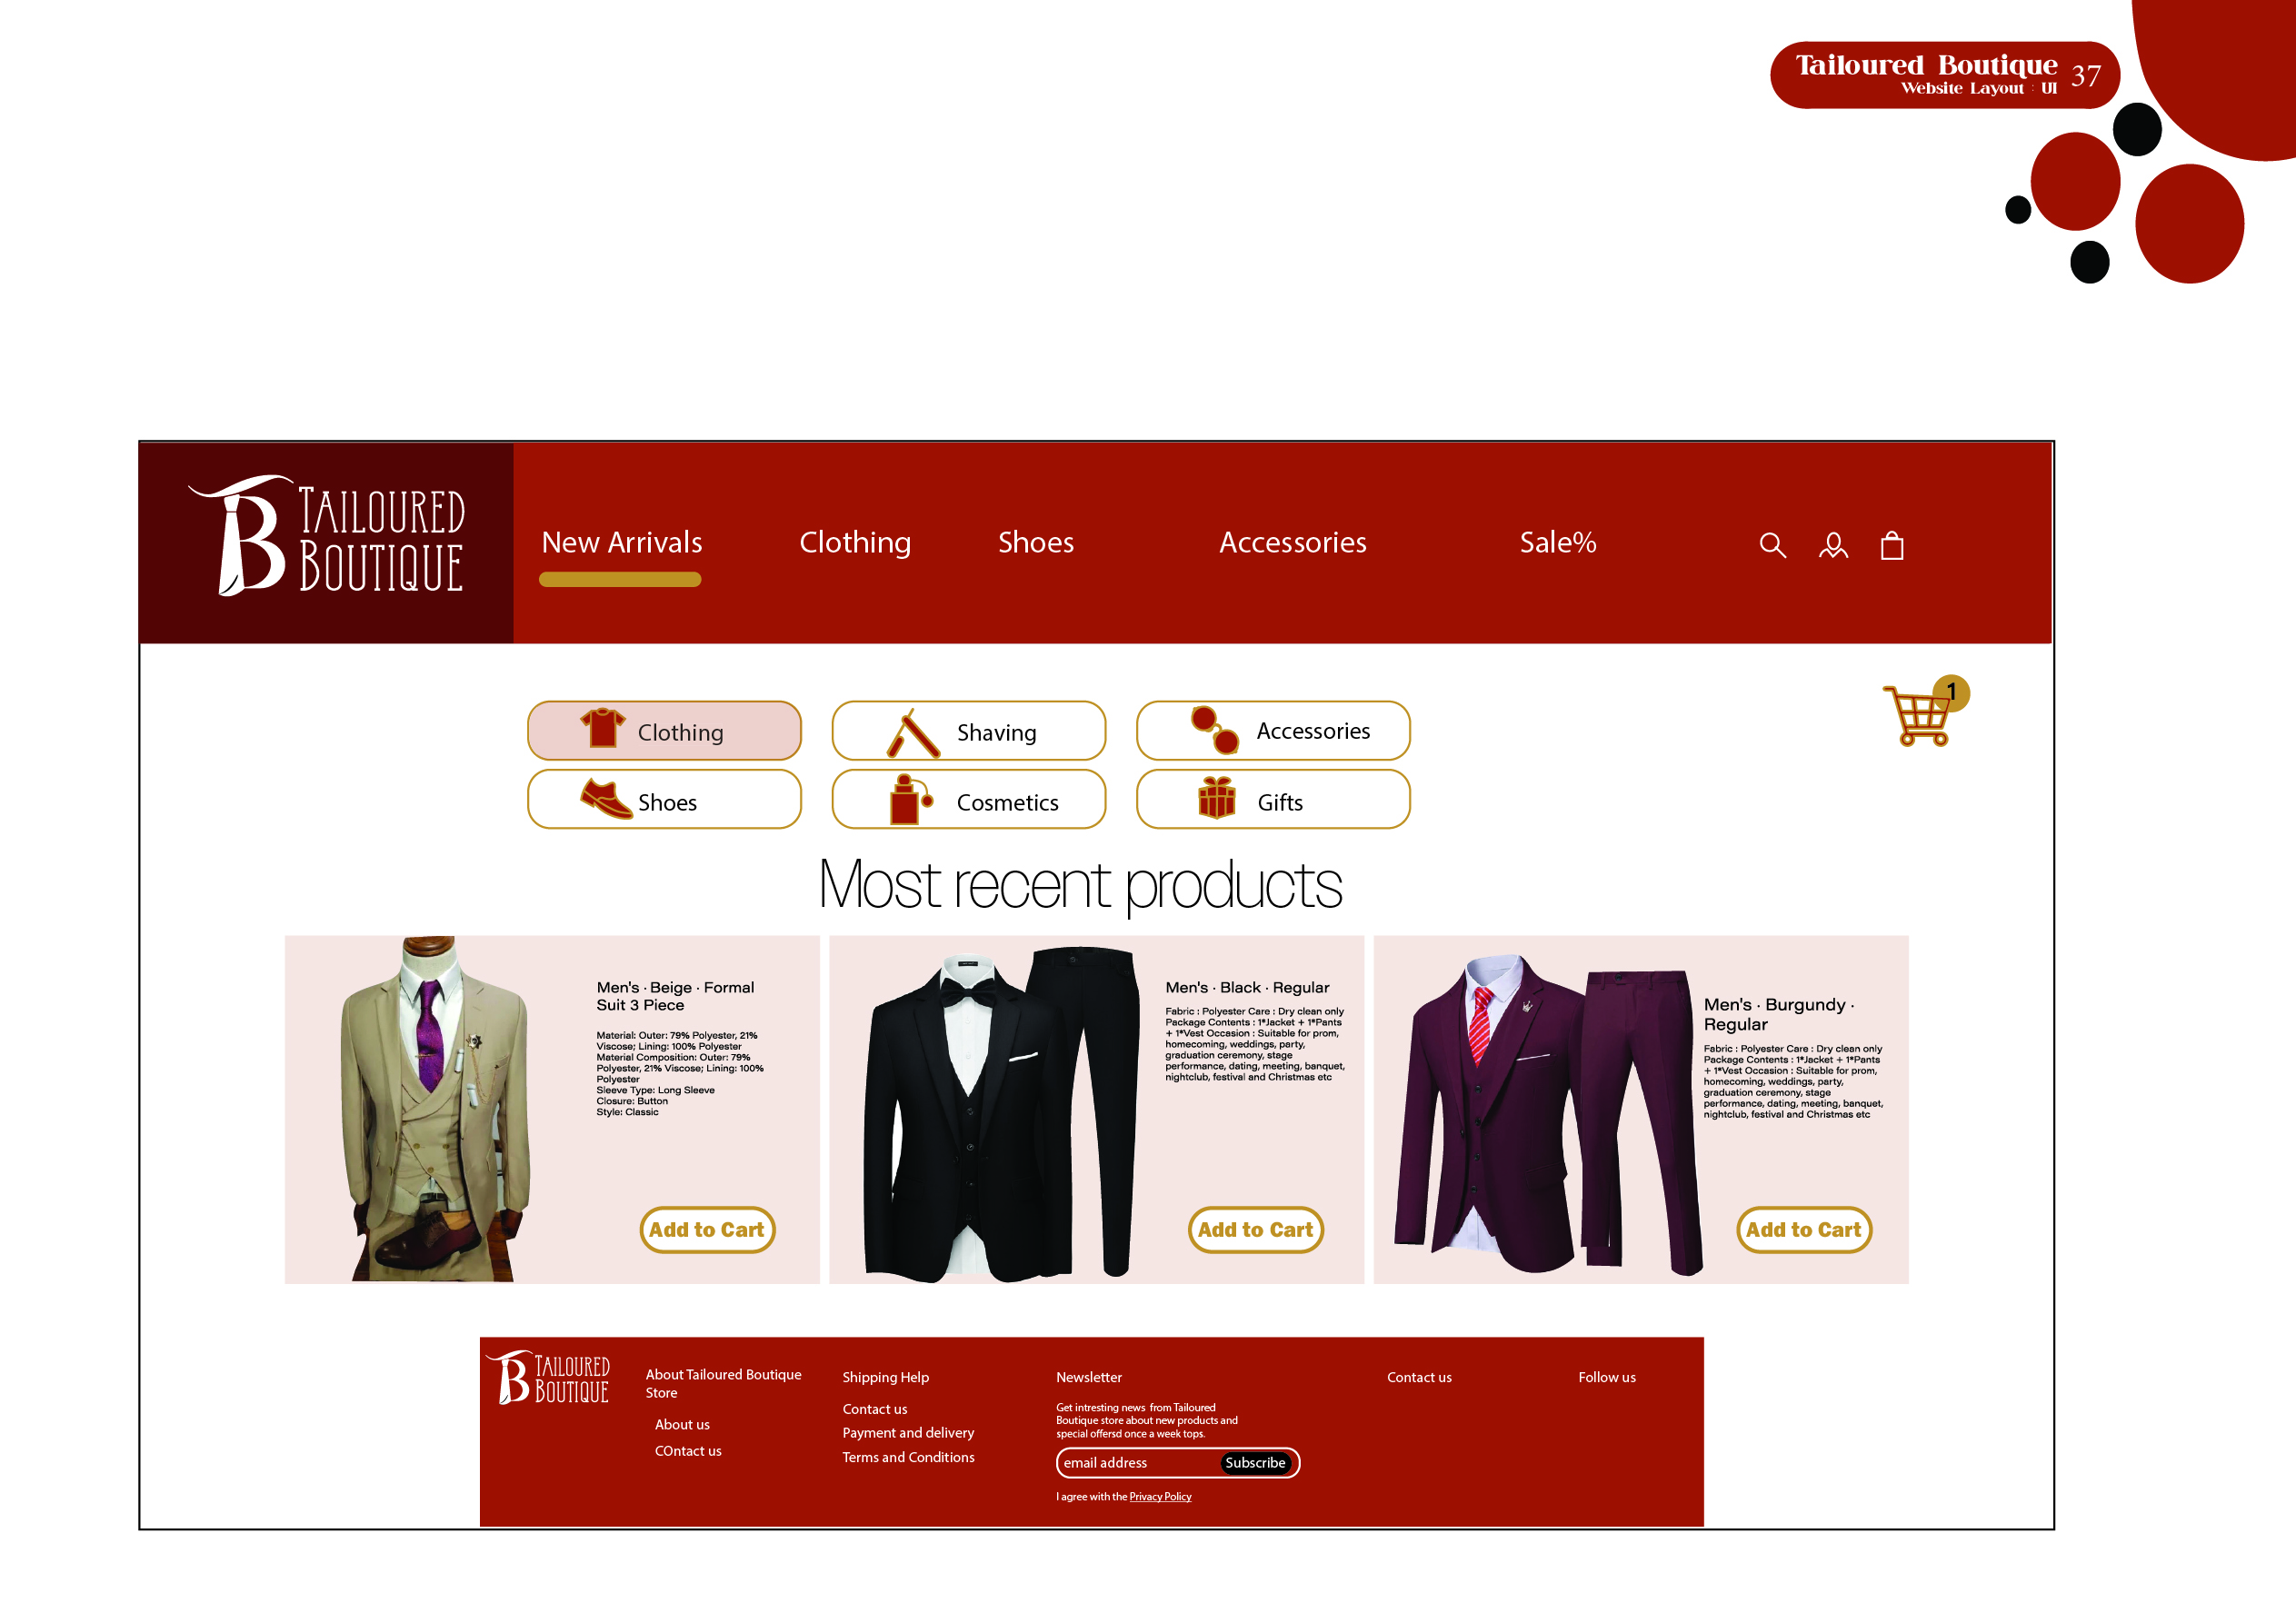 Tailoured Boutique
Website Layout : UI
37
TAILOURED
BOUTIQUE
New Arrivals
Clothing
Shoes
Accessories
Sale%
1
Clothing
Shaving
Accessories
Shoes
Cosmetics
Gifts
Most recent products
Men's · Beige · Formal
Suit 3 Piece
Material: Outer: 79% Polyester, 21%
Viscose; Lining: 100% Polyester
Material Composition: Outer: 79%
Polyester, 21% Viscose; Lining: 100%
Polyester
Sleeve Type: Long Sleeve
Closure: Button
Style: Classic
Add to Cart
Men's · Black · Regular
Fabric : Polyester Care : Dry clean only
Package Contents : 1*Jacket + 1*Pants
+ 1*Vest Occasion : Suitable for prom,
homecoming, weddings, party,
graduation ceremony, stage
performance, dating, meeting, banquet,
nightclub, festival and Christmas etc
Add to Cart
Men's · Burgundy ·
Regular
Fabric : Polyester Care : Dry clean only
Package Contents : 1*Jacket + 1*Pants
+ 1*Vest Occasion : Suitable for prom,
homecoming, weddings, party,
graduation ceremony, stage
performance, dating, meeting, banquet,
nightclub, festival and Christmas etc
Add to Cart
TAILOURED
BOUTIQUE
About Tailoured Boutique
Store
About us
COntact us
Shipping Help
Contact us
Payment and delivery
Terms and Conditions
Newsletter
Get intresting news from Tailoured
Boutique store about new products and
special offersd once a week tops.
email address
Subscribe
I agree with the Privacy Policy
Contact us
Follow us